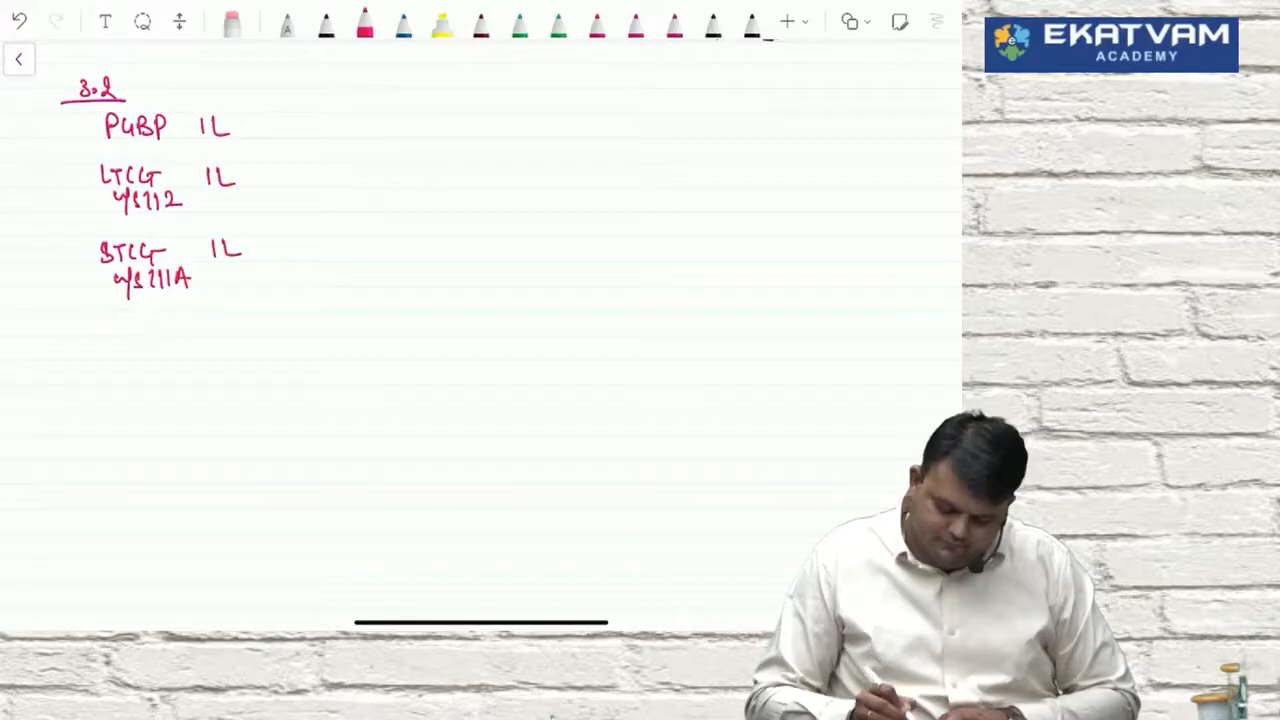 EKATVAM
ACADEMY
3.2
PGBP 1L
LTCG 1L
u/s 112
STCG 1L
u/s 111A